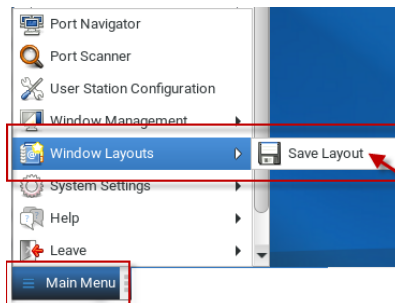 Port Navigator
Port Scanner
User Station Configuration
Window Management
Window Layouts
Save Layout
System Settings
Help
Leave
Main Menu